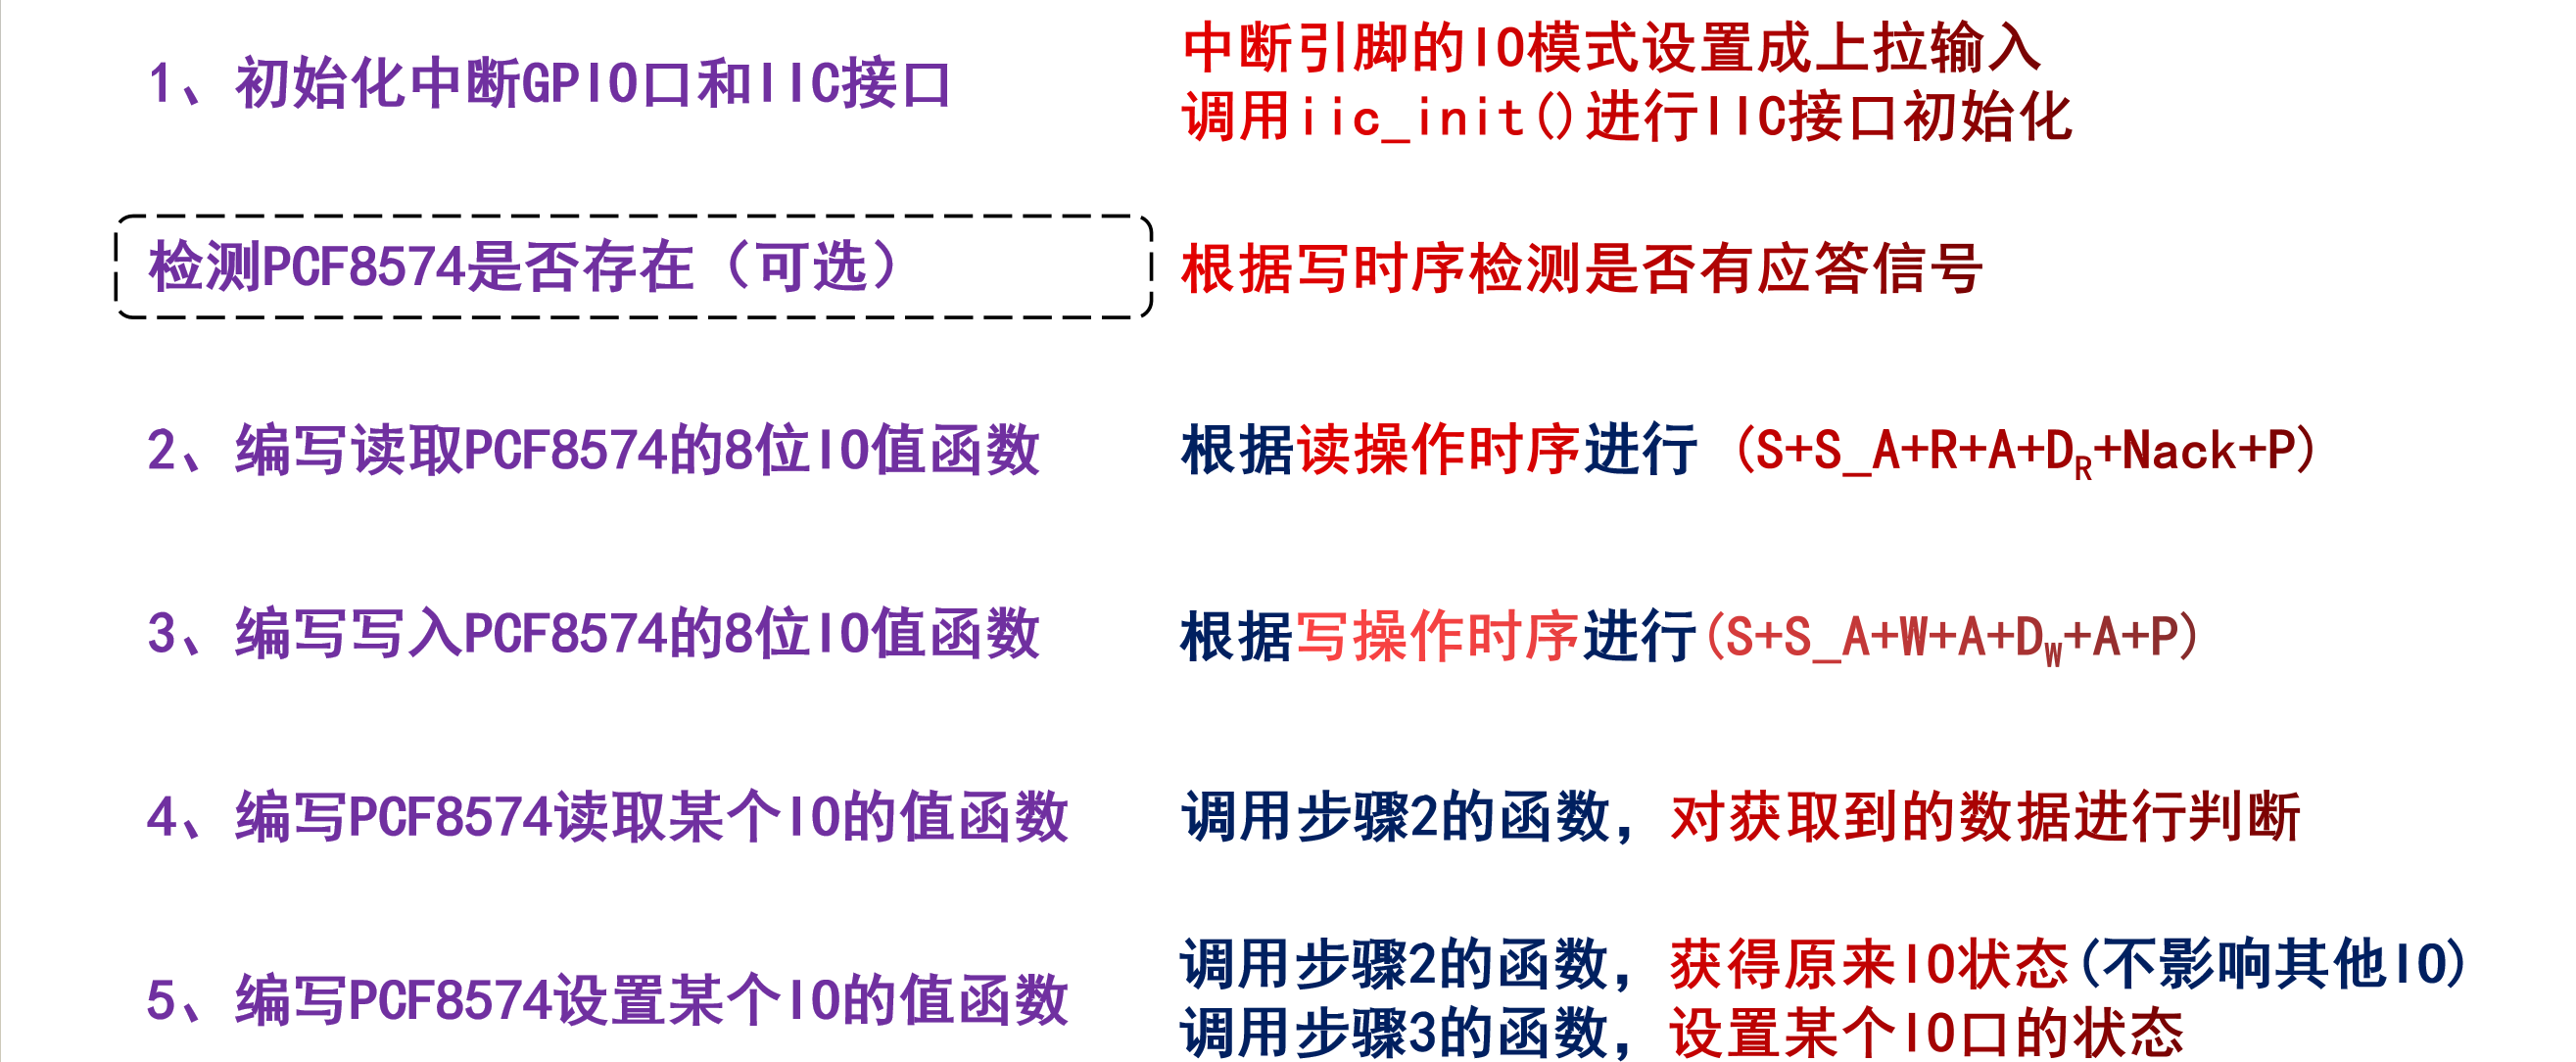 1、初始化中断GPIO口和IIC接口
中断引脚的IO模式设置成上拉输入
调用iic_init()进行IIC接口初始化
检测PCF8574是否存在（可选）
根据写时序检测是否有应答信号
2、编写读取PCF8574的8位IO值函数
根据读操作时序进行（S+S_A+R+A+DR+Nack+P）
3、编写写入PCF8574的8位IO值函数
根据写操作时序进行(S+S_A+W+A+DW+A+P)
4、编写PCF8574读取某个IO的值函数
调用步骤2的函数，对获取到的数据进行判断
5、编写PCF8574设置某个IO的值函数
调用步骤2的函数，获得原来IO状态(不影响其他IO)
调用步骤3的函数，设置某个IO口的状态